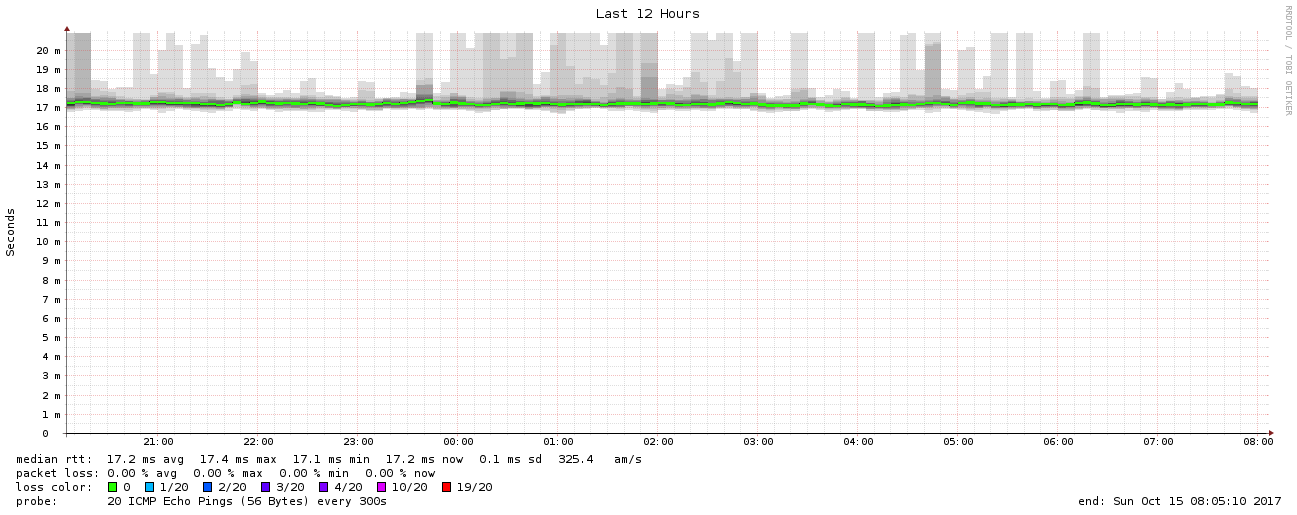 Last 12 Hours
RRDTOOL / TOBI OETIKER
20 m
19 m
18 m
17 m
16 m
15 m
14 m
13 m
12 m
11 m
10 m
9 m
8 m
7 m
6 m
5 m
4 m
3 m
2 m
1 m
0
Seconds
21:00 22:00 23:00 00:00 01:00 02:00 03:00 04:00 05:00 06:00 07:00 08:00
median rtt: 17.2 ms avg 17.4 ms max 17.1 ms min 17.2 ms now 0.1 ms sd 325.4 am/s
packet loss: 0.00 % avg 0.00 % max 0.00 % min 0.00 % now
loss color: 0 1/20 2/20 3/20 4/20 10/20 19/20
probe: 20 ICMP Echo Pings (56 Bytes) every 300s end: Sun Oct 15 08:05:10 2017